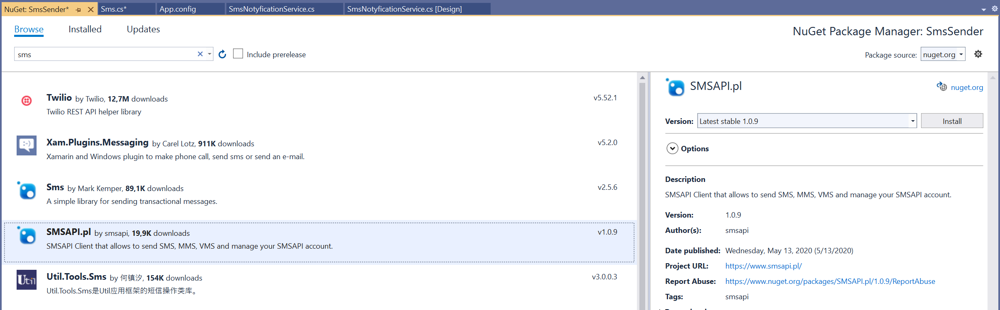 NuGet: SmsSender*
Sms.cs*
App.config
SmsNotyficationService.cs
SmsNotyficationService.cs [Design]
Browse
Installed
Updates
NuGet Package Manager: SmsSender
sms
Include prerelease
Package source:
nuget.org
Twilio by Twilio, 12,7M downloads
v5.52.1
Twilio REST API helper library
Xam.Plugins.Messaging by Carel Lotz, 911K downloads
v5.2.0
Xamarin and Windows plugin to make phone call, send sms or send an e-mail.
Sms by Mark Kemper, 89,1K downloads
v2.5.6
A simple library for sending transactional messages.
SMSAPI.pl by smsapi, 19,9K downloads
v1.0.9
SMSAPI Client that allows to send SMS, MMS, VMS and manage your SMSAPI account.
Util.Tools.Sms by 何镇汐, 154K downloads
v3.0.0.3
Util.Tools.Sms是Util应用框架的短信操作类库。
Util
SMSAPI.pl
nuget.org
Version: Latest stable 1.0.9
Install
Options
Description
SMSAPI Client that allows to send SMS, MMS, VMS and manage your SMSAPI account.
Version: 1.0.9
Author(s): smsapi
Date published: Wednesday, May 13, 2020 (5/13/2020)
Project URL: https://www.smsapi.pl/
Report Abuse: https://www.nuget.org/packages/SMSAPI.pl/1.0.9/ReportAbuse
Tags: smsapi